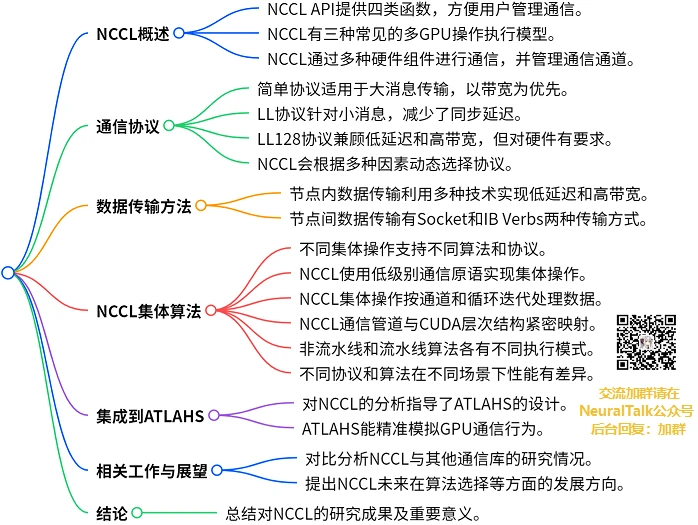 NCCL概述
NCCL API提供四类函数，方便用户管理通信。
NCCL有三种常见的多GPU操作执行模型。
NCCL通过多种硬件组件进行通信，并管理通信通道。
通信协议
简单协议适用于大消息传输，以带宽为优先。
LL协议针对小消息，减少了同步延迟。
LL128协议兼顾低延迟和高带宽，但对硬件有要求。
NCCL会根据多种因素动态选择协议。
数据传输方法
节点内数据传输利用多种技术实现低延迟和高带宽。
节点间数据传输有Socket和IB Verbs两种传输方式。
NCCL集体算法
不同集体操作支持不同算法和协议。
NCCL使用低级别通信原语实现集体操作。
NCCL集体操作按通道和循环迭代处理数据。
NCCL通信管道与CUDA层次结构紧密映射。
非流水线和流水线算法各有不同执行模式。
不同协议和算法在不同场景下性能有差异。
集成到ATLAHS
对NCCL的分析指导了ATLAHS的设计。
ATLAHS能精准模拟GPU通信行为。
相关工作与展望
对比分析NCCL与其他通信库的研究情况。
提出NCCL未来在算法选择等方面的发展方向。
结论
总结对NCCL的研究成果及重要意义。
交流加群请在
NeuralTalk公众号
后台回复：加群